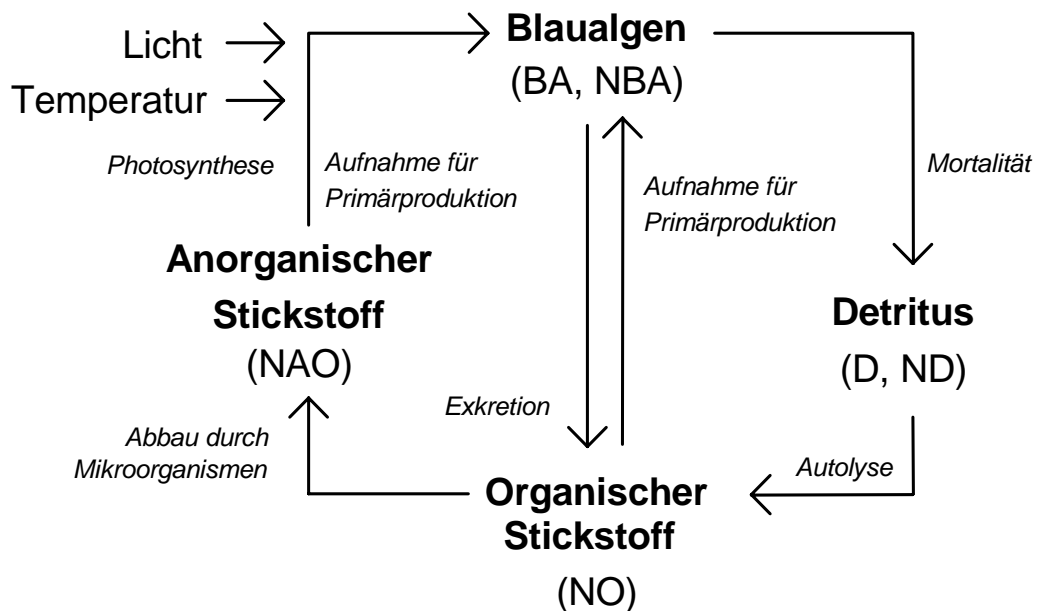 Licht
Temperatur
Blaualgen
(BA, NBA)
Photosynthese
Aufnahme für
Primärproduktion
Aufnahme für
Primärproduktion
Mortalität
Anorganischer
Stickstoff
(NAO)
Detritus
(D, ND)
Exkretion
Abbau durch
Mikroorganismen
Autolyse
Organischer
Stickstoff
(NO)